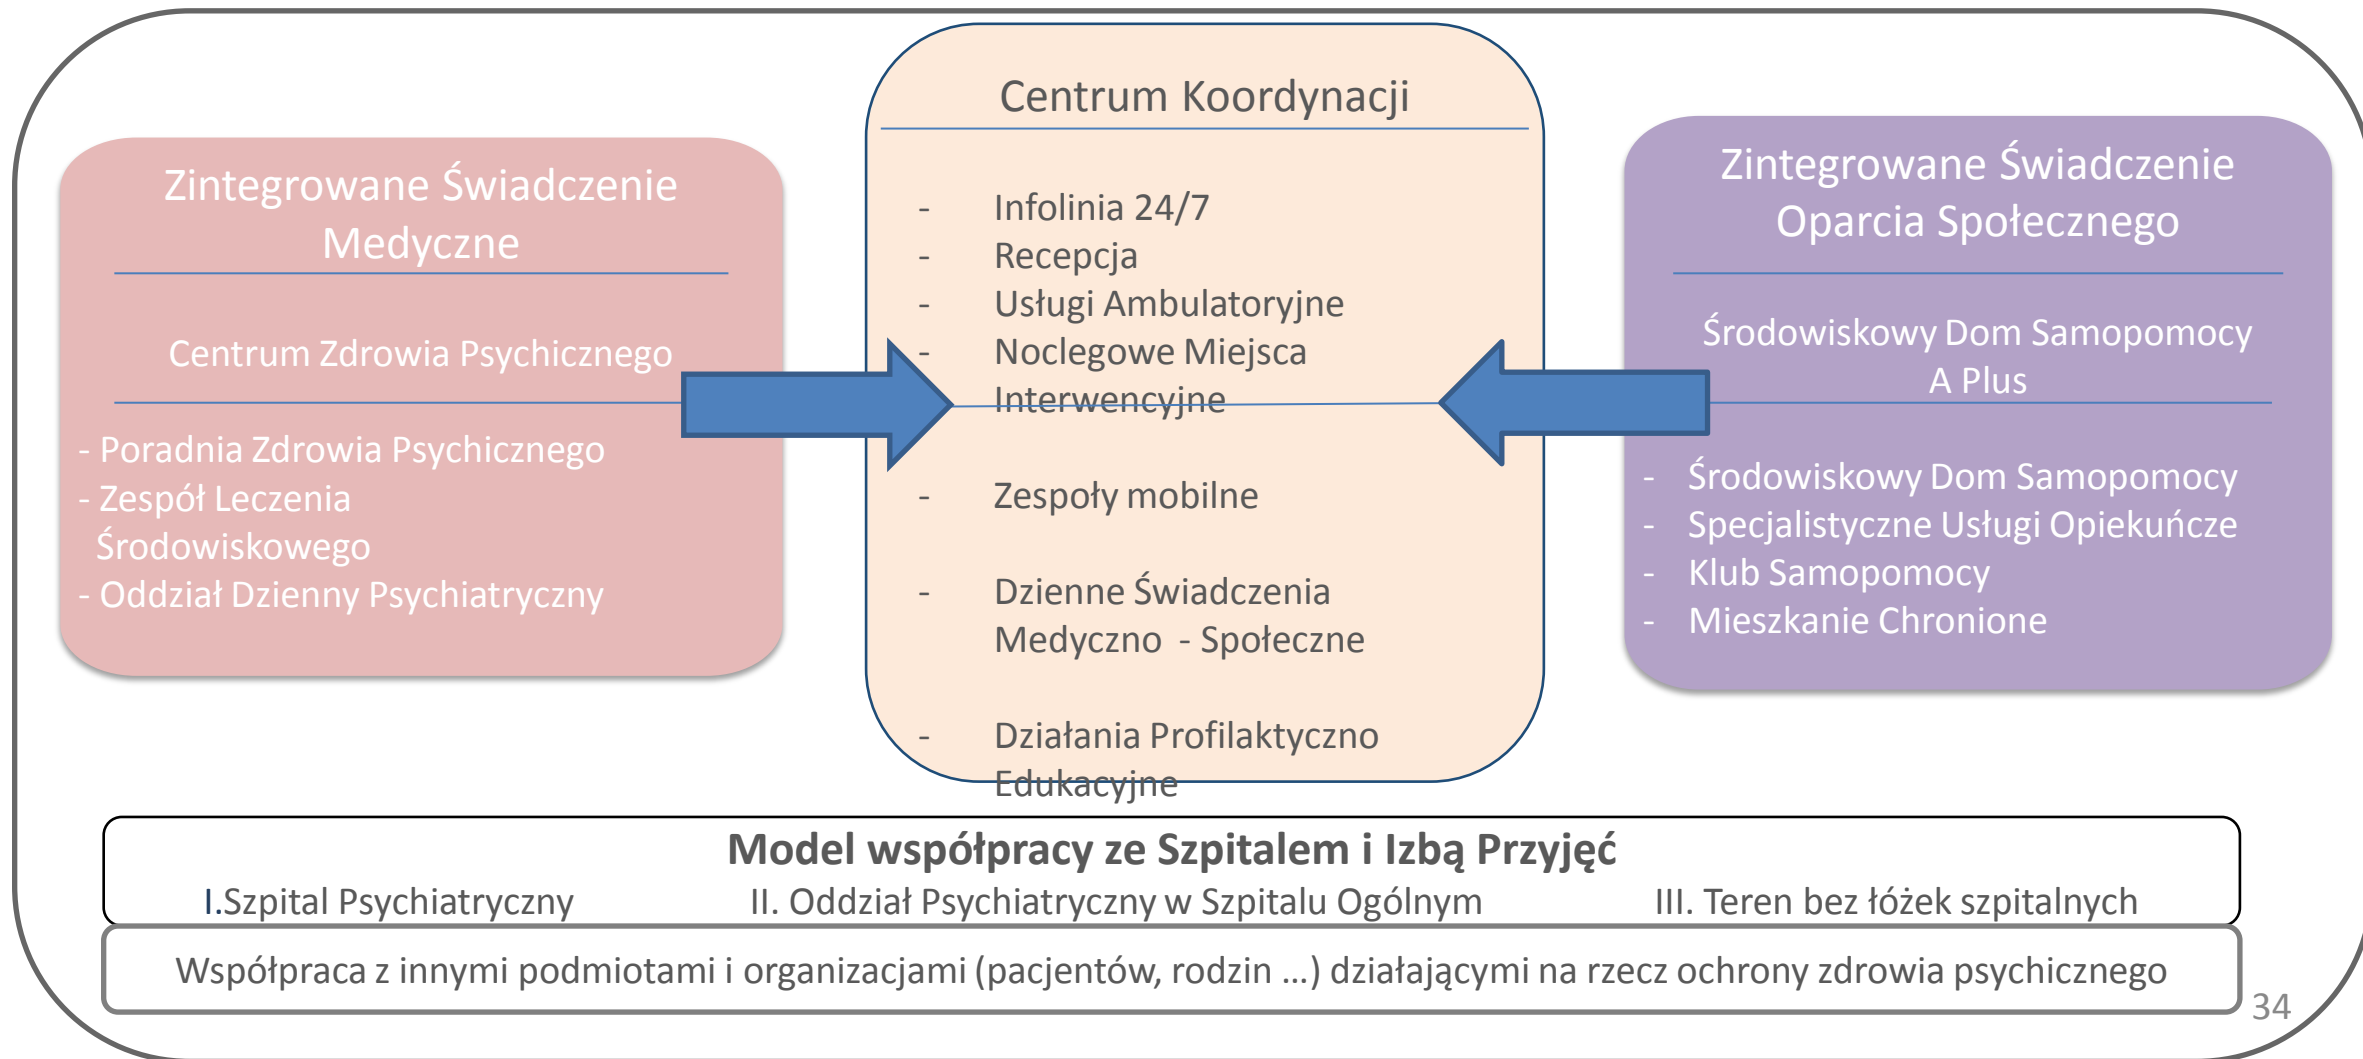 Centrum Koordynacji
- Infolinia 24/7
- Recepcja
- Usługi Ambulatoryjne
- Noclegowe Miejsca
Interwencyjne
- Zespoły mobilne
- Dzienne Świadczenia
Medyczno - Społeczne
- Działania Profilaktyczno
Edukacyjne
Zintegrowane Świadczenie
Medyczne
Centrum Zdrowia Psychicznego
- Poradnia Zdrowia Psychicznego
- Zespół Leczenia
Środowiskowego
- Oddział Dzienny Psychiatryczny
Zintegrowane Świadczenie
Oparcia Społecznego
Środowiskowy Dom Samopomocy
A Plus
- Środowiskowy Dom Samopomocy
- Specjalistyczne Usługi Opiekuńcze
- Klub Samopomocy
- Mieszkanie Chronione
Model współpracy ze Szpitalem i Izbą Przyjęć
I.Szpital Psychiatryczny II. Oddział Psychiatryczny w Szpitalu Ogólnym III. Teren bez łóżek szpitalnych
Współpraca z innymi podmiotami i organizacjami (pacjentów, rodzin ...) działającymi na rzecz ochrony zdrowia psychicznego
34